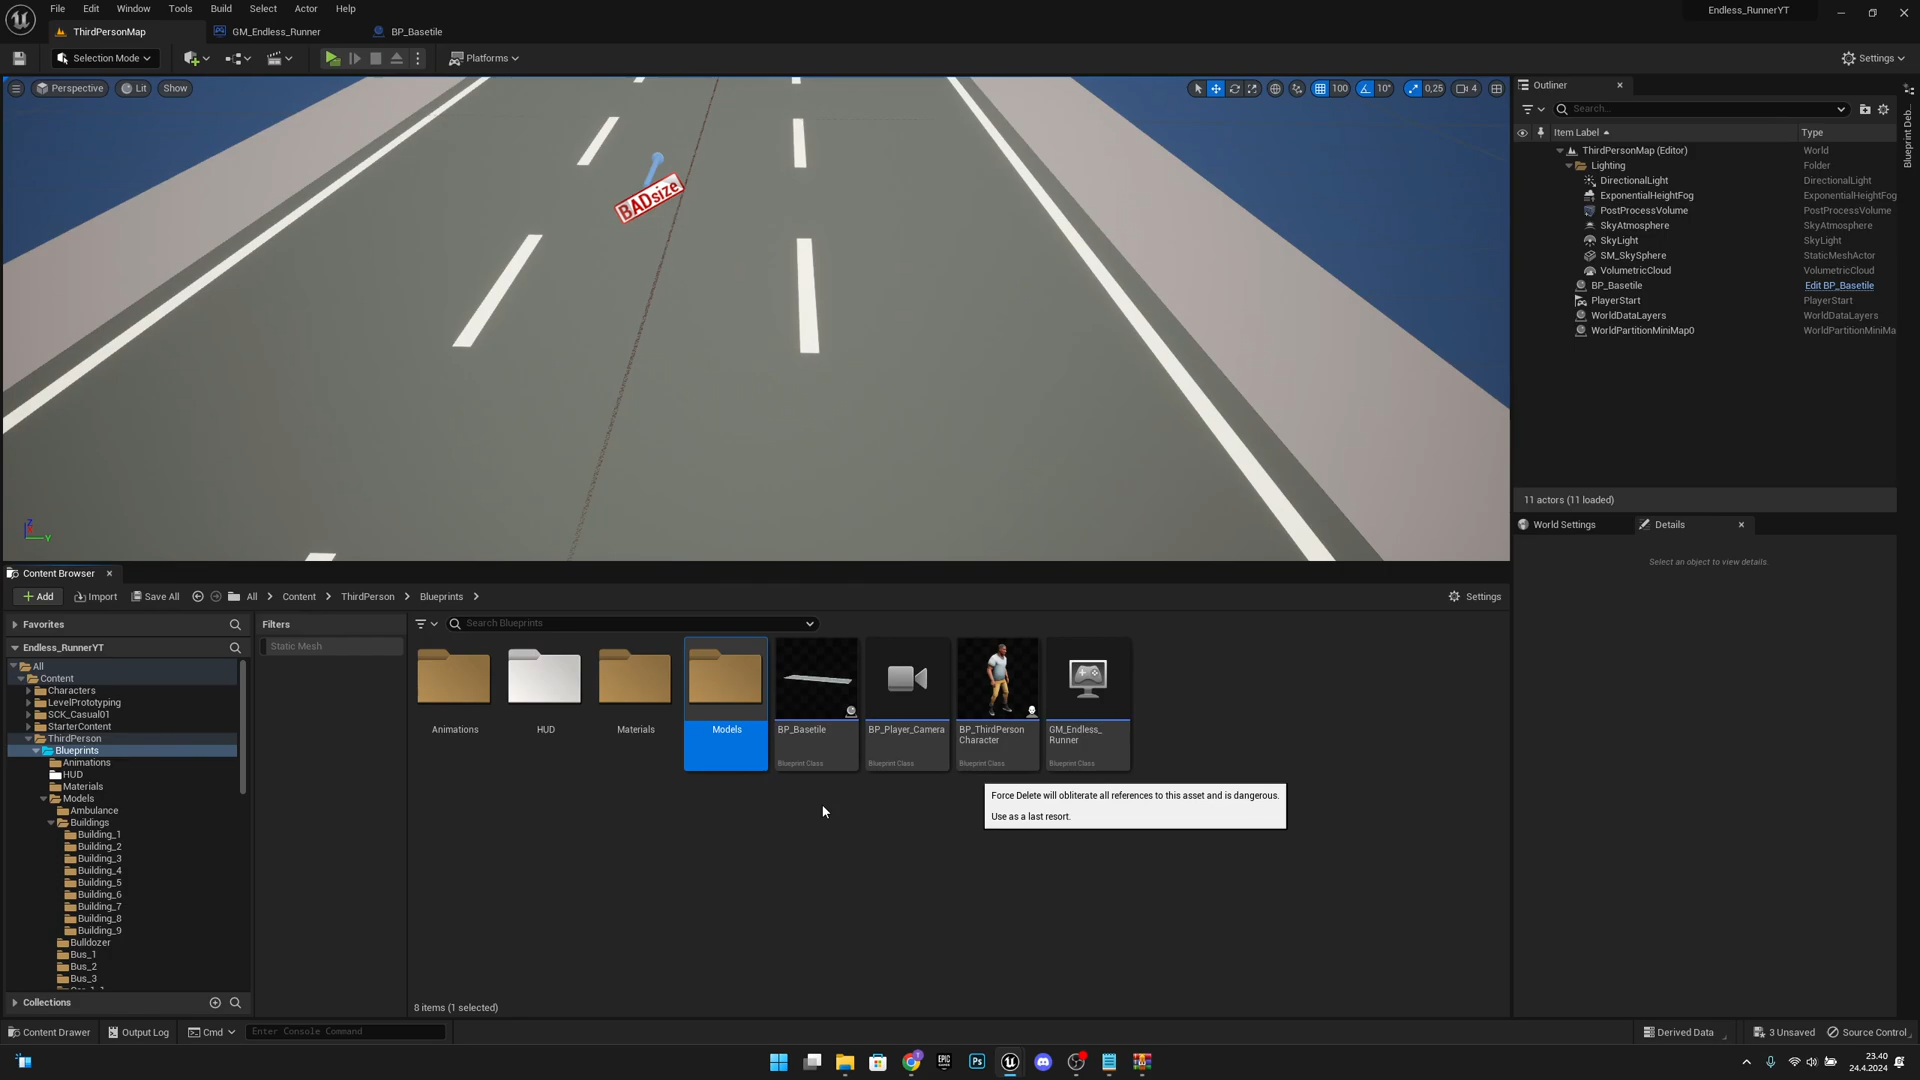 File Edit Window Tools Build Select Actor Help
Endless_RunnerYT
ThirdPersonMap GM_Endless_Runner BP_Basetile
Selection Mode Platforms Settings
Perspective Lit Show 100 10° 0,25 4
BADsize
Outliner
Search...
Item Label Type
ThirdPersonMap (Editor) World
Lighting Folder
DirectionalLight DirectionalLight
ExponentialHeightFog ExponentialHeightFog
PostProcessVolume PostProcessVolume
SkyAtmosphere SkyAtmosphere
SkyLight SkyLight
SM_SkySphere StaticMeshActor
VolumetricCloud VolumetricCloud
BP_Basetile Edit BP_Basetile
PlayerStart PlayerStart
WorldDataLayers WorldDataLayers
WorldPartitionMiniMap0 WorldPartitionMiniMa
11 actors (11 loaded)
World Settings Details
Select an object to view details.
Blueprint Deb..
Z
Y
Content Browser
Add Import Save All All Content ThirdPerson Blueprints Settings
Favorites
Endless_RunnerYT
All
Content
Characters
LevelPrototyping
SCK_Casual01
StarterContent
ThirdPerson
Blueprints
Animations
HUD
Materials
Models
Ambulance
Buildings
Building_1
Building_2
Building_3
Building_4
Building_5
Building_6
Building_7
Building_8
Building_9
Bulldozer
Bus_1
Bus_2
Bus_3
Collections
Filters
Static Mesh
Search Blueprints
Animations
HUD
Materials
Models
BP_Basetile
Blueprint Class
BP_Player_Camera
Blueprint Class
BP_ThirdPerson
Character
Blueprint Class
GM_Endless_
Runner
Blueprint Class
Force Delete will obliterate all references to this asset and is dangerous.
Use as a last resort.
8 items (1 selected)
Content Drawer Output Log Cmd Enter Console Command Derived Data 3 Unsaved Source Control
EPIC GAMES Ps
23.40
24.4.2024